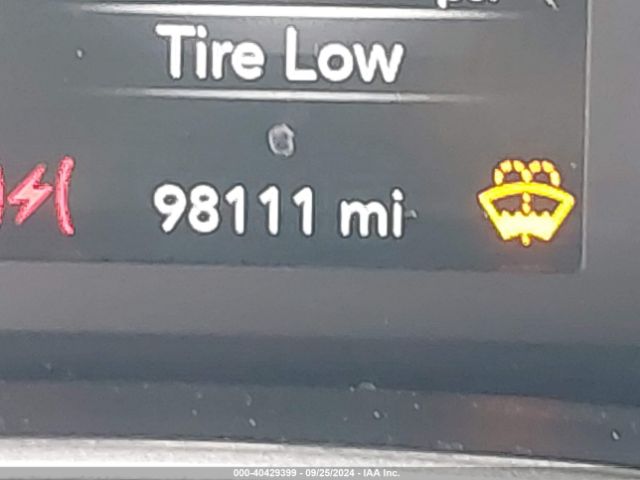 Tire Low
98111 mi
000-40429399 - 09/25/2024 - IAA Inc.